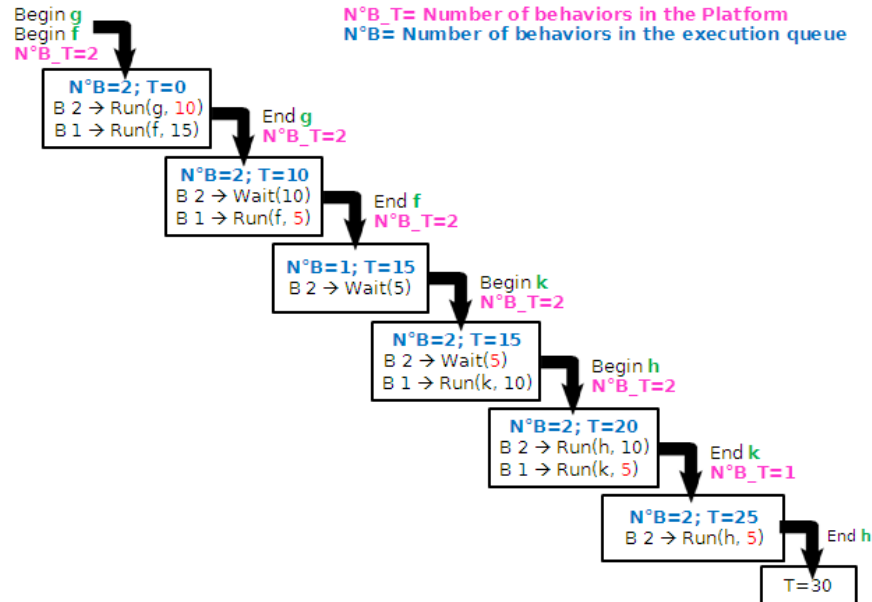 Begin g
Begin f
N°B_T=2
N°B_T= Number of behaviors in the Platform
N°B= Number of behaviors in the execution queue
N°B=2; T=0
B 2 → Run(g, 10)
B 1 → Run(f, 15)
End g
N°B_T=2
N°B=2; T=10
B 2 → Wait(10)
B 1 → Run(f, 5)
End f
N°B_T=2
N°B=1; T=15
B 2 → Wait(5)
Begin k
N°B_T=2
N°B=2; T=15
B 2 → Wait(5)
B 1 → Run(k, 10)
Begin h
N°B_T=2
N°B=2; T=20
B 2 → Run(h, 10)
B 1 → Run(k, 5)
End k
N°B_T=1
N°B=2; T=25
B 2 → Run(h, 5)
End h
T=30